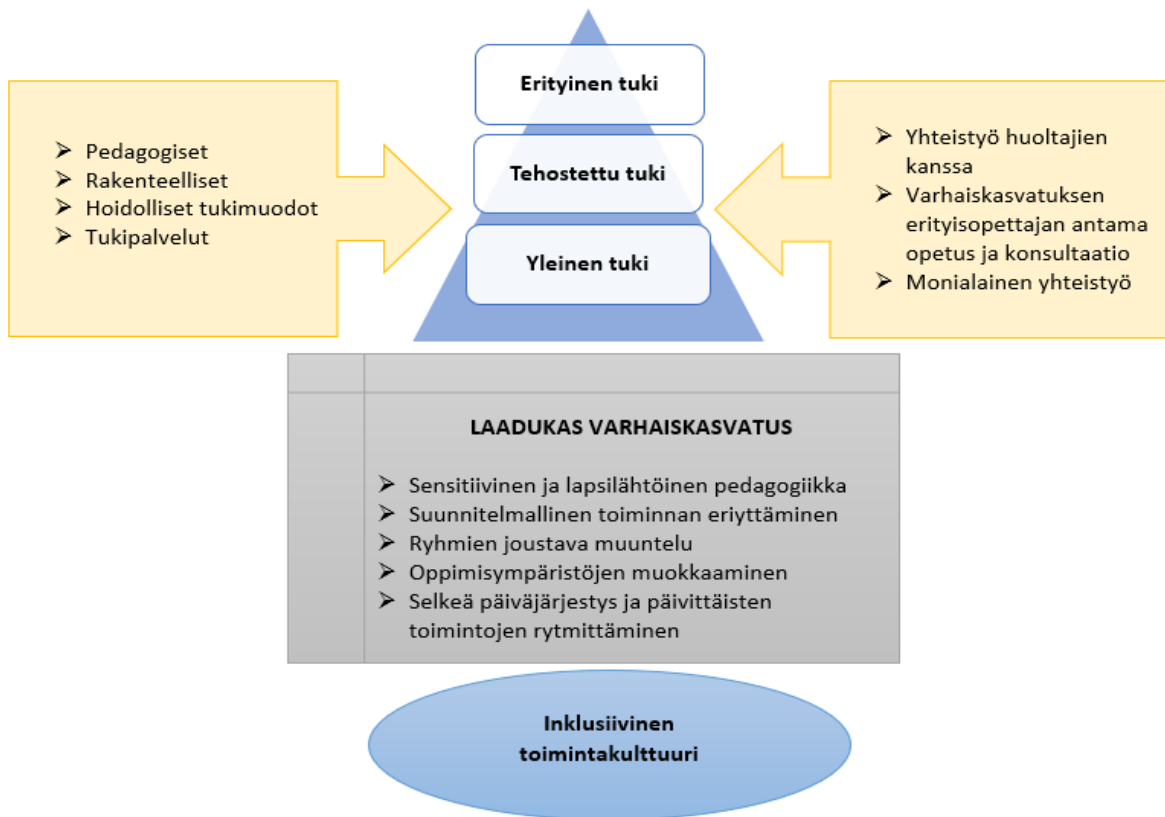 Erityinen tuki
Tehostettu tuki
Yleinen tuki
➢ Pedagogiset
➢ Rakenteelliset
➢ Hoidolliset tukimuodot
➢ Tukipalvelut
➢ Yhteistyö huoltajien
kanssa
➢ Varhaiskasvatuksen
erityisopettajan antama
opetus ja konsultaatio
➢ Monialainen yhteistyö
LAADUKAS VARHAISKASVATUS
➢ Sensitiivinen ja lapsilähtöinen pedagogiikka
➢ Suunnitelmallinen toiminnan eriyttäminen
➢ Ryhmien joustava muuntelu
➢ Oppimisympäristöjen muokkaaminen
➢ Selkeä päiväjärjestys ja päivittäisten
toimintojen rytmittäminen
Inklusiivinen
toimintakulttuuri